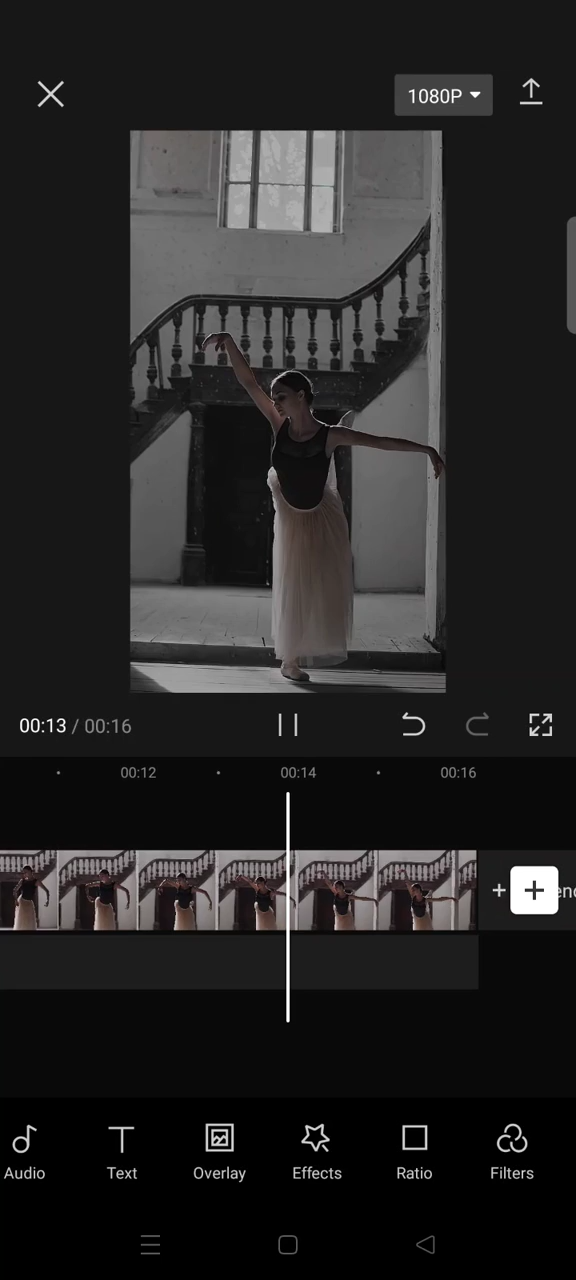 1080P
00:13 / 00:16
00:12
00:14
00:16
Audio
Text
Overlay
Effects
Ratio
Filters